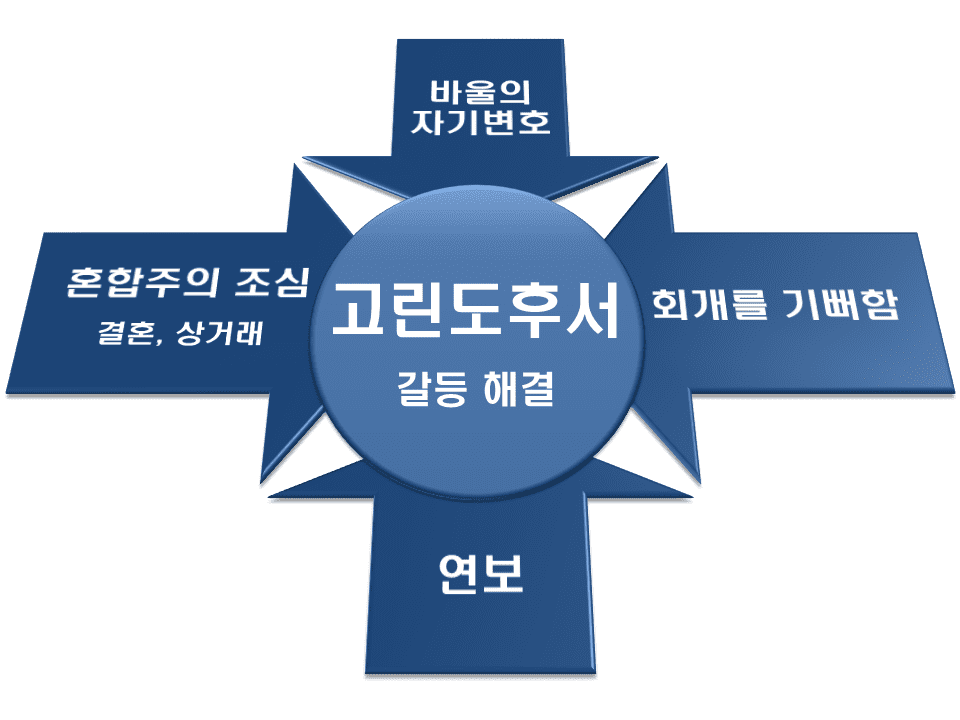 바울의
자기변호
혼합주의 조심
결혼, 상거래
고린도후서
갈등 해결
회개를 기뻐함
연보